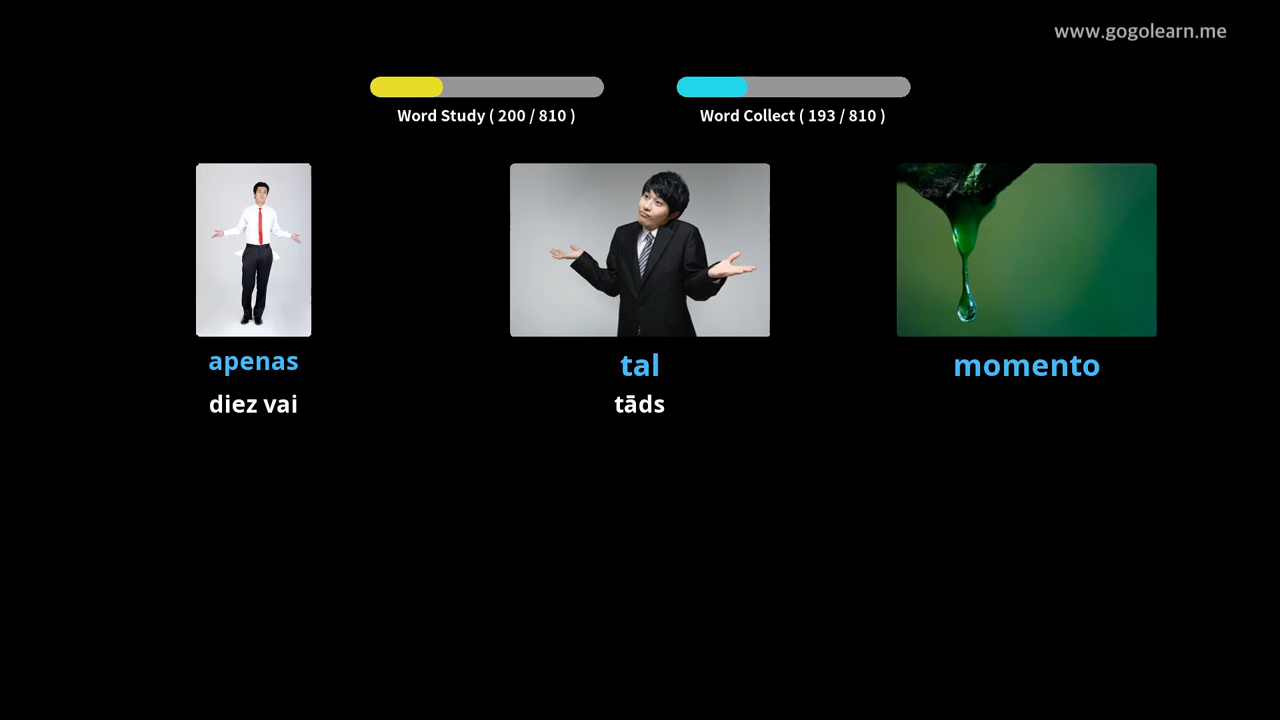 www.gogolearn.me
Word Study ( 200 / 810 )
Word Collect ( 193 / 810 )
apenas
tal
momento
diez vai
tāds